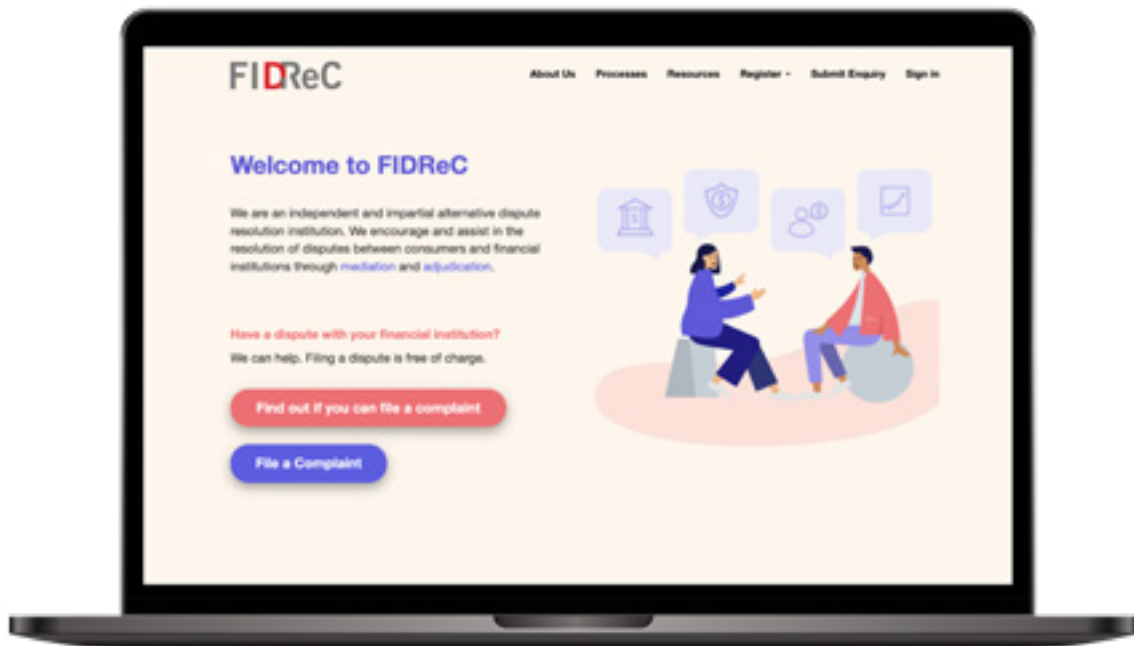 FIDReC
About Us Processes Resources Register Submit Enquiry Sign in
Welcome to FIDReC
We are an independent and impartial alternative dispute
resolution institution. We encourage and assist in the
resolution of disputes between consumers and financial
institutions through mediation and adjudication.
Have a dispute with your financial institution?
We can help. Filing a dispute is free of charge.
Find out if you can file a complaint
File a Complaint